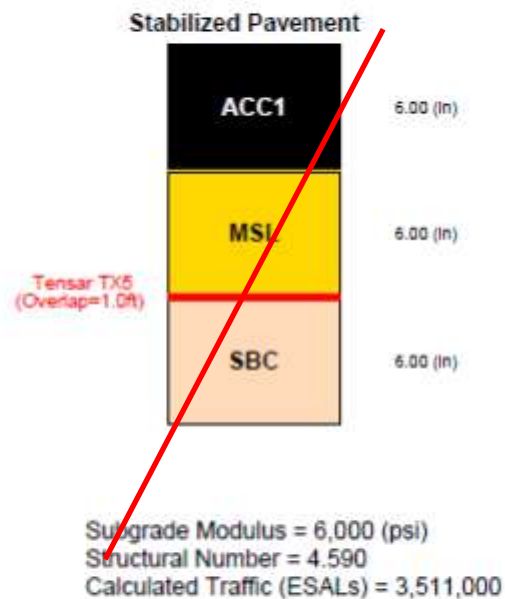 Stabilized Pavement
ACC1
6.00 (in)
MSL
6.00 (in)
Tensar TX5
(Overlap=1.0ft)
SBC
6.00 (in)
Subgrade Modulus = 6,000 (psi)
Structural Number = 4.590
Calculated Traffic (ESALs) = 3,511,000